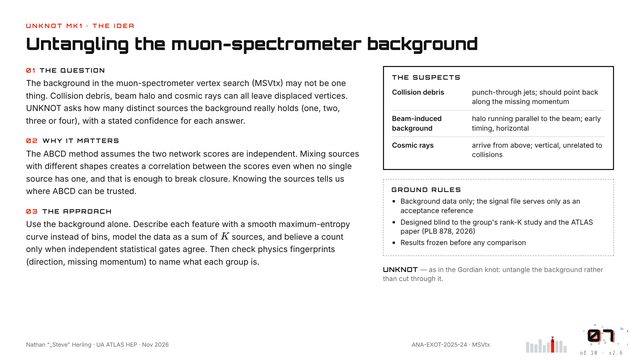 UNKNOT MK1 · THE IDEA
Untangling the muon-spectrometer background
01 THE QUESTION
The background in the muon-spectrometer vertex search (MSVtx) may not be one
thing. Collision debris, beam halo and cosmic rays can all leave displaced vertices.
UNKNOT asks how many distinct sources the background really holds (one, two,
three or four), with a stated confidence for each answer.
02 WHY IT MATTERS
The ABCD method assumes the two network scores are independent. Mixing sources
with different shapes creates a correlation between the scores even when no single
source has one, and that is enough to break closure. Knowing the sources tells us
where ABCD can be trusted.
03 THE APPROACH
Use the background alone. Describe each feature with a smooth maximum-entropy
curve instead of bins, model the data as a sum of K sources, and believe a count
only when independent statistical gates agree. Then check physics fingerprints
(direction, missing momentum) to name what each group is.
THE SUSPECTS
Collision debris punch-through jets; should point back
along the missing momentum
Beam-induced halo running parallel to the beam; early
background timing, horizontal
Cosmic rays arrive from above; vertical, unrelated to
collisions
GROUND RULES
• Background data only; the signal file serves only as an
acceptance reference
• Designed blind to the group's rank-K study and the ATLAS
paper (PLB 878, 2026)
• Results frozen before any comparison
UNKNOT — as in the Gordian knot: untangle the background rather
than cut through it.
Nathan "„Steve" Herling · UA ATLAS HEP · Nov 2026
ANA-EXOT-2025-24 · MSVtx
07
of 10 · v2.6